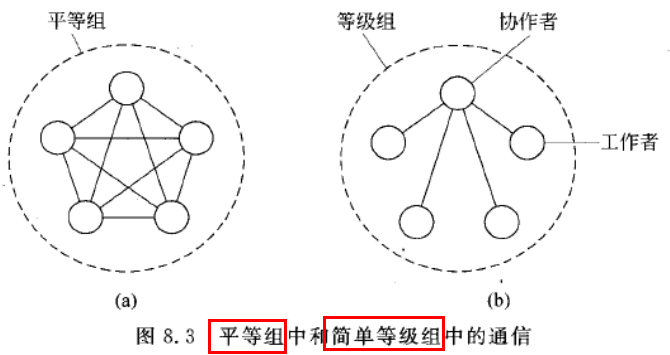 平等组
等级组
协作者
工作者
(a)
(b)
图 8.3 平等组中和简单等级组中的通信